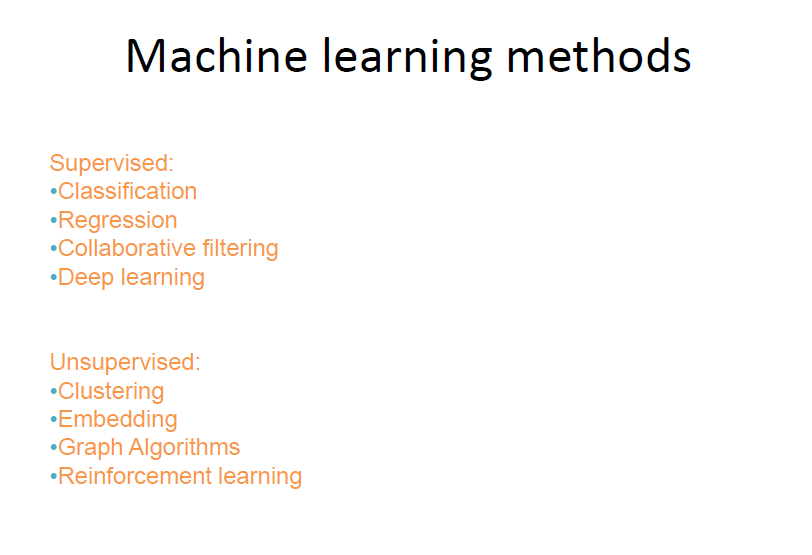 Machine learning methods
Supervised:
•Classification
•Regression
•Collaborative filtering
•Deep learning
Unsupervised:
•Clustering
•Embedding
•Graph Algorithms
•Reinforcement learning